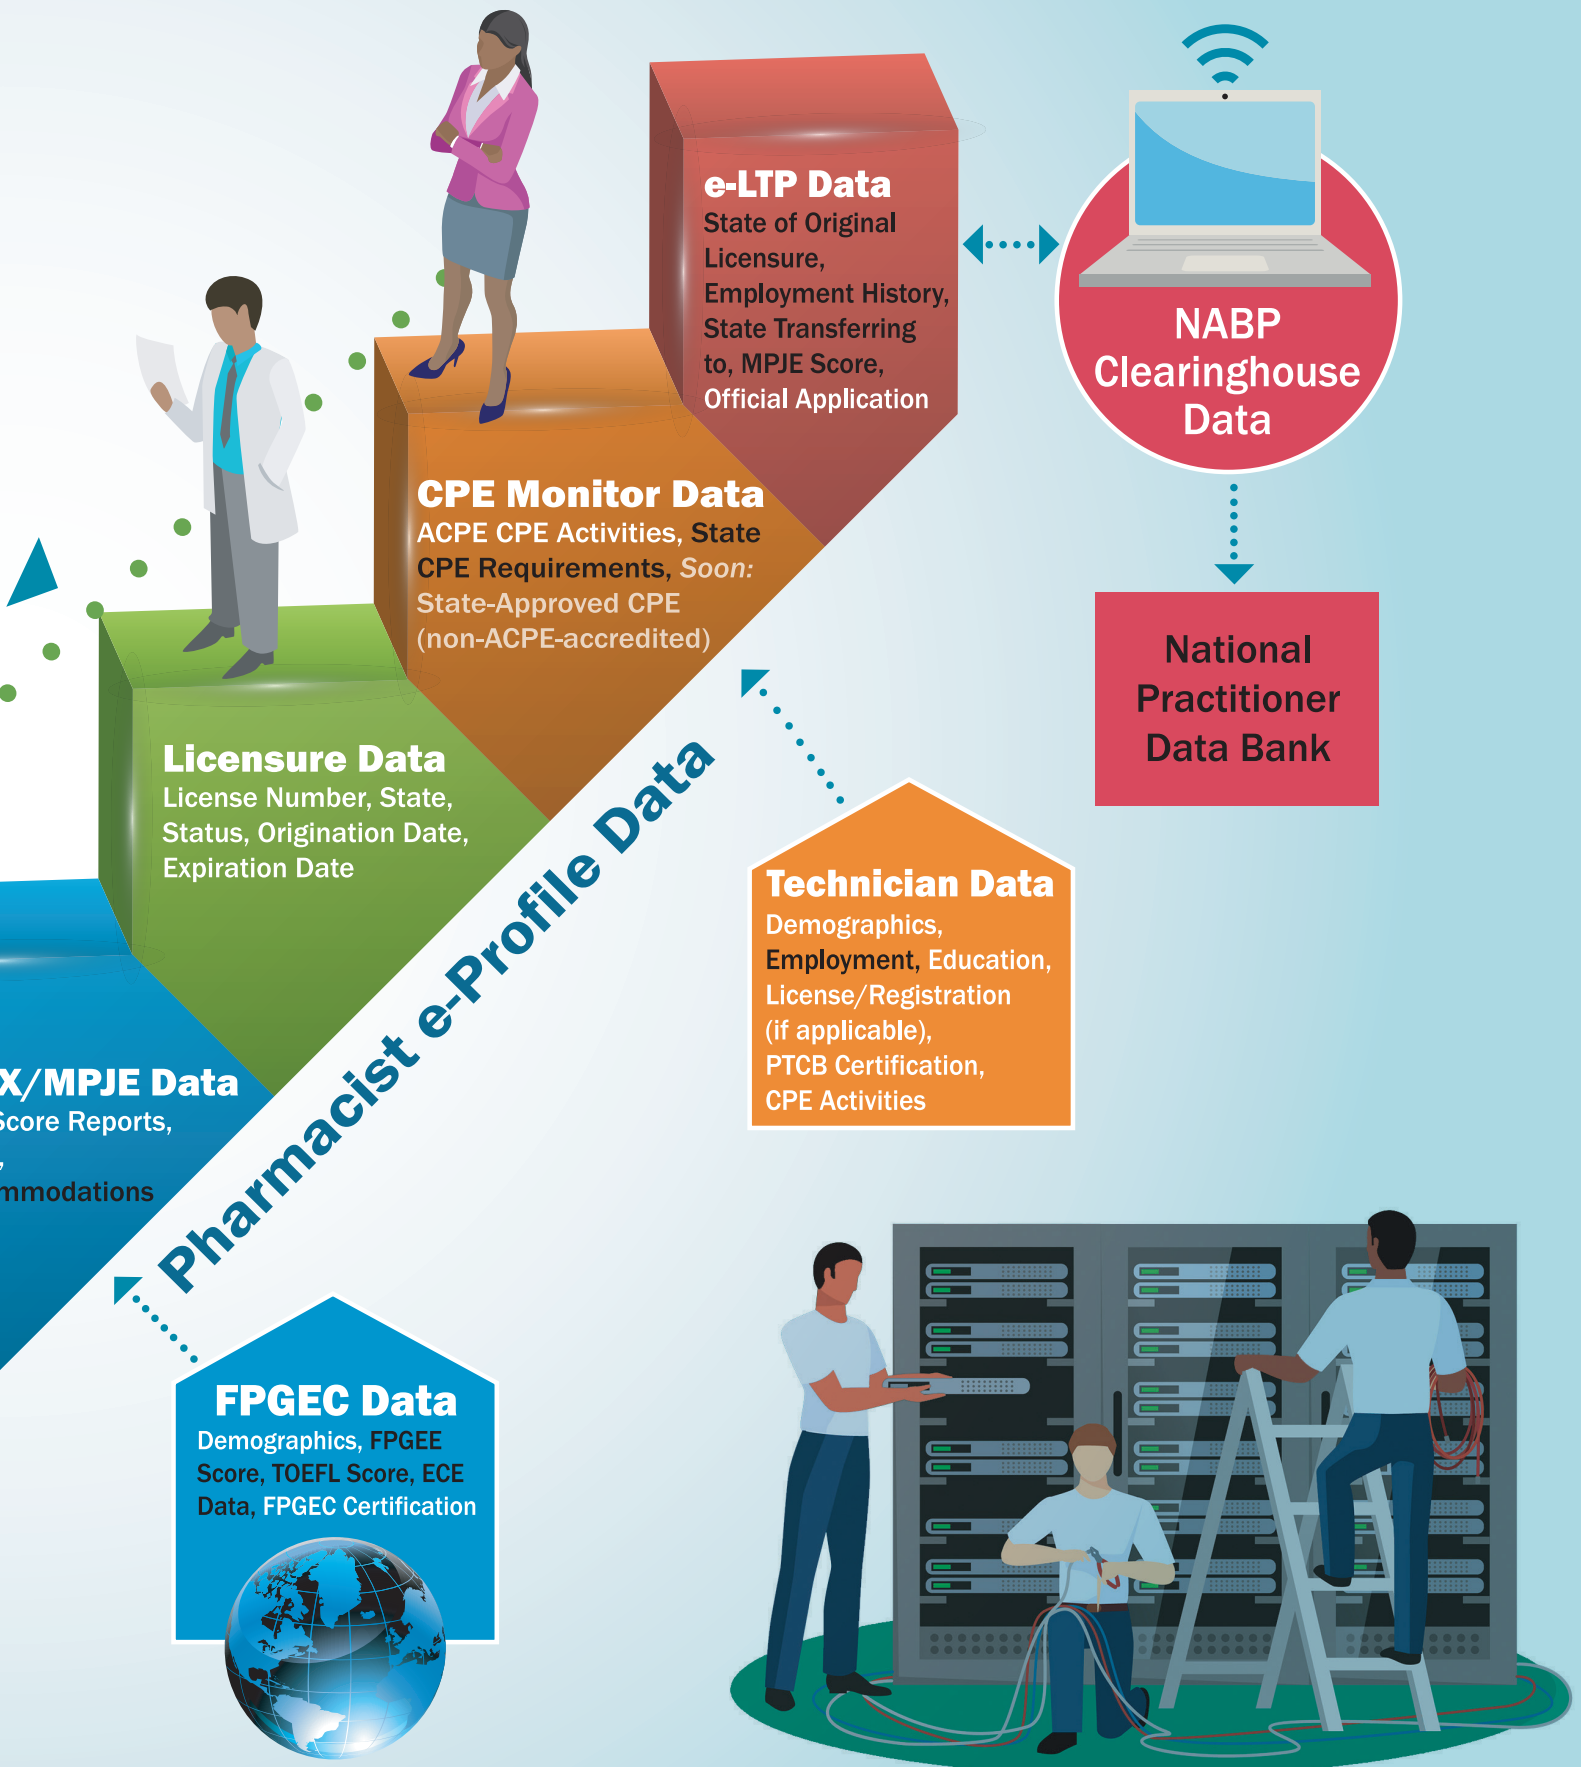 e-LTP Data
State of Original
Licensure,
Employment History,
State Transferring
to, MPJE Score,
Official Application
NABP
Clearinghouse
Data
National
Practitioner
Data Bank
CPE Monitor Data
ACPE CPE Activities, State
CPE Requirements, Soon:
State-Approved CPE
(non-ACPE-accredited)
Licensure Data
License Number, State,
Status, Origination Date,
Expiration Date
X/MPJE Data
Score Reports,
,
mmodations
Pharmacist e-Profile Data
Technician Data
Demographics,
Employment, Education,
License/Registration
(if applicable),
PTCB Certification,
CPE Activities
FPGEC Data
Demographics, FPGEE
Score, TOEFL Score, ECE
Data, FPGEC Certification